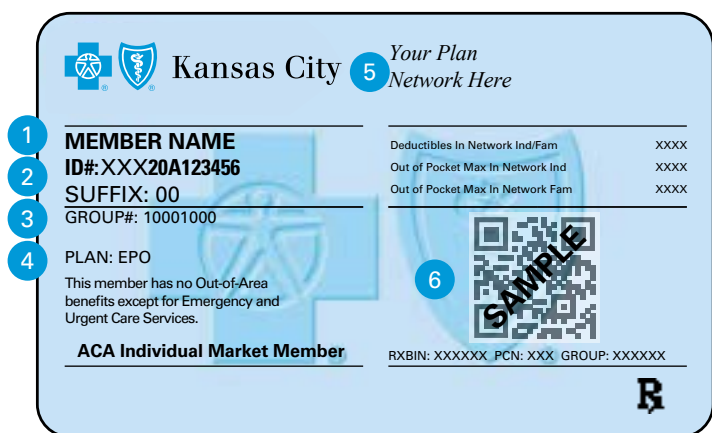 Kansas City
5
Your Plan
Network Here
1
MEMBER NAME
2
ID#:XXX20A123456
SUFFIX: 00
3
GROUP#: 10001000
4
PLAN: EPO
This member has no Out-of-Area
benefits except for Emergency and
Urgent Care Services.
ACA Individual Market Member
Deductibles In Network Ind/Fam XXXX
Out of Pocket Max In Network Ind XXXX
Out of Pocket Max In Network Fam XXXX
6
SAMPLE
RXBIN: XXXXXX PCN: XXX GROUP: XXXXXX
℞